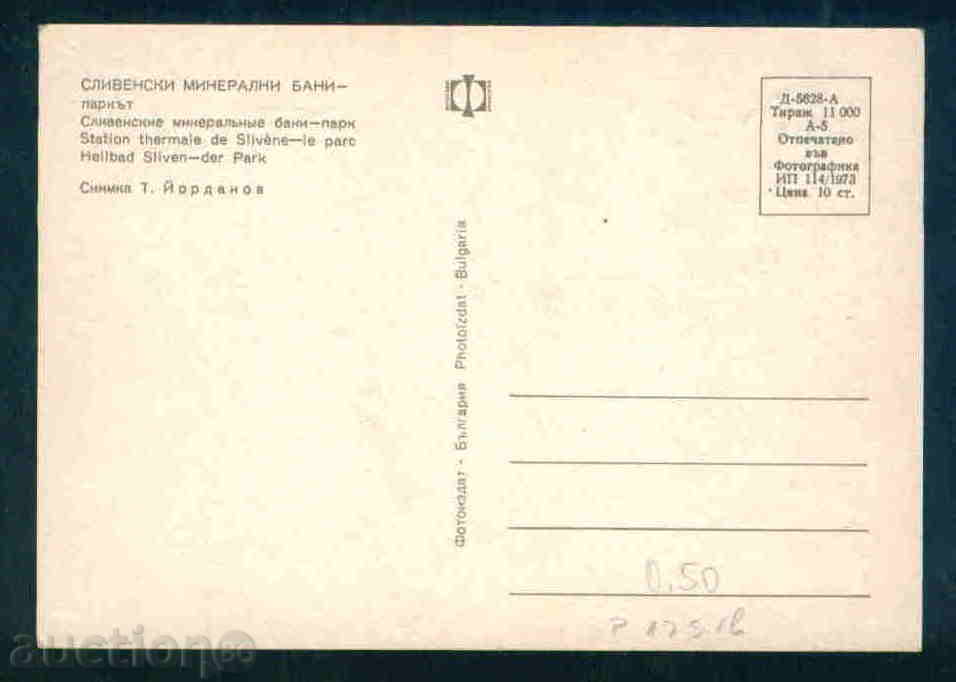 СЛИВЕНСКИ МИНЕРАЛНИ БАНИ—
паркът
Сливенские минеральные бани—парк
Station thermale de Slivène—le parc
Heilbad Sliven—der Park
Снимка Т. Йорданов
Фотоиздат • България Photoizdat • Bulgaria
Д-5628-А
Тираж 11 000
А-5
Отпечатано
във
Фотографика
ИП 114/1973
Цена 10 ст.
0.50
auction